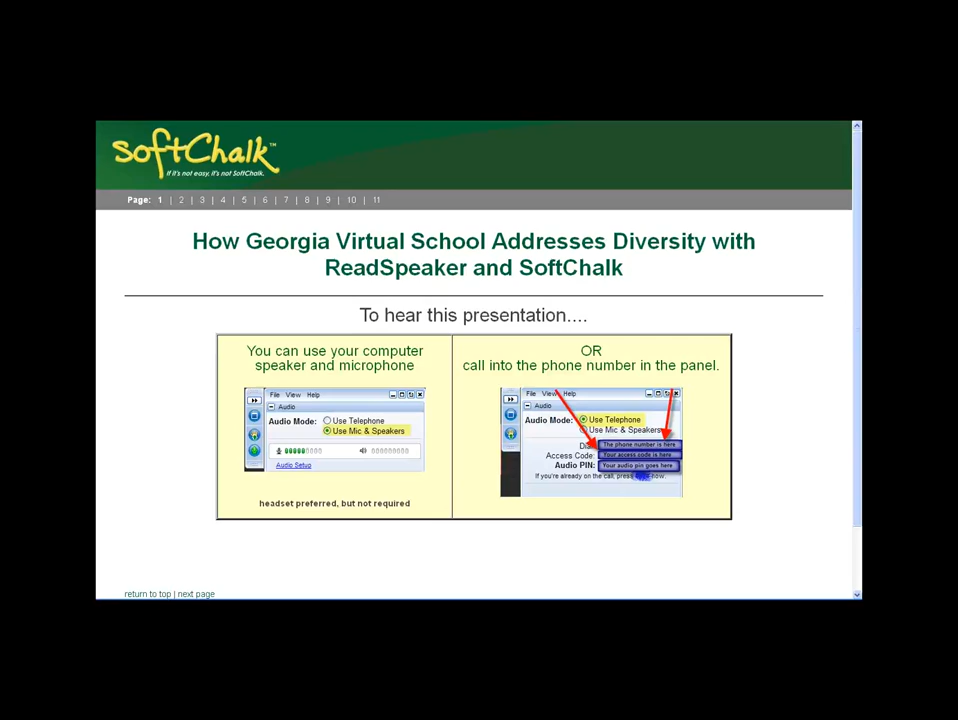 SoftChalk™
If it's not easy, it's not SoftChalk.
Page: 1 | 2 | 3 | 4 | 5 | 6 | 7 | 8 | 9 | 10 | 11
How Georgia Virtual School Addresses Diversity with
ReadSpeaker and SoftChalk
To hear this presentation....
You can use your computer
speaker and microphone
File View Help
Audio
Audio Mode: Use Telephone
Use Mic & Speakers
Audio Setup
headset preferred, but not required
OR
call into the phone number in the panel.
File View Help
Audio
Audio Mode: Use Telephone
Use Mic & Speakers
The phone number is here
Access Code: Your access code is here
Audio PIN: Your audio pin goes here
If you're already on the call, press now.
return to top | next page